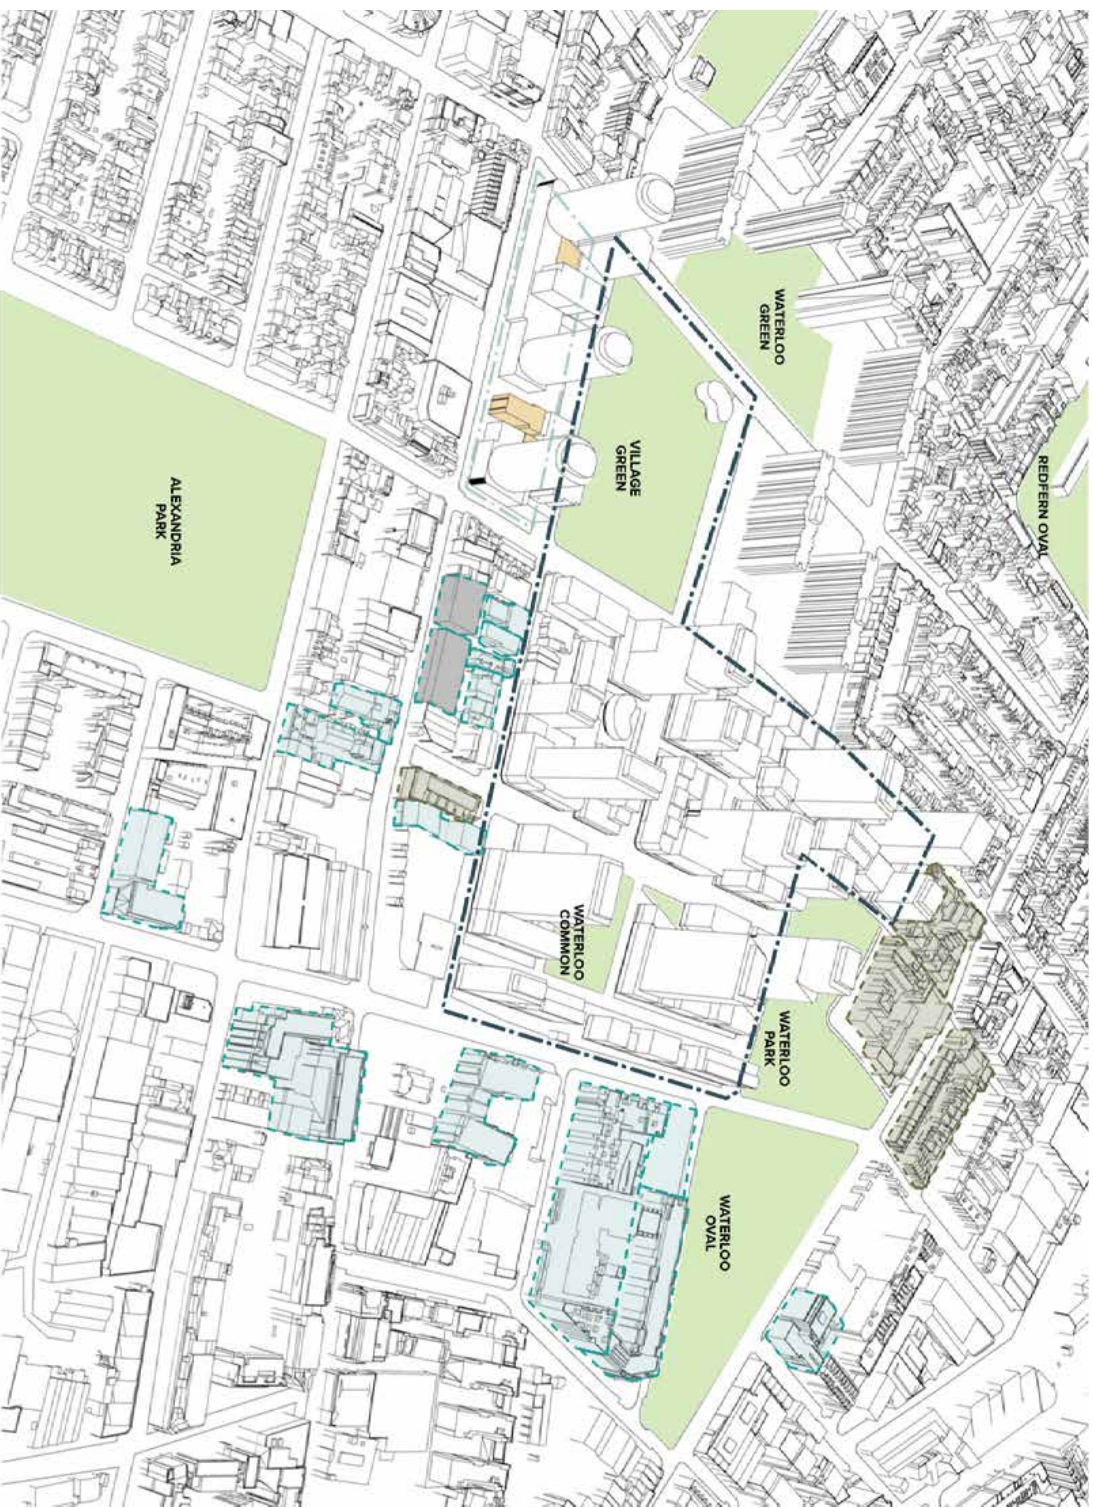 REDFERN OVAL
WATERLOO
GREEN
VILLAGE
GREEN
ALEXANDRIA
PARK
WATERLOO
COMMON
WATERLOO
PARK
WATERLOO
OVAL